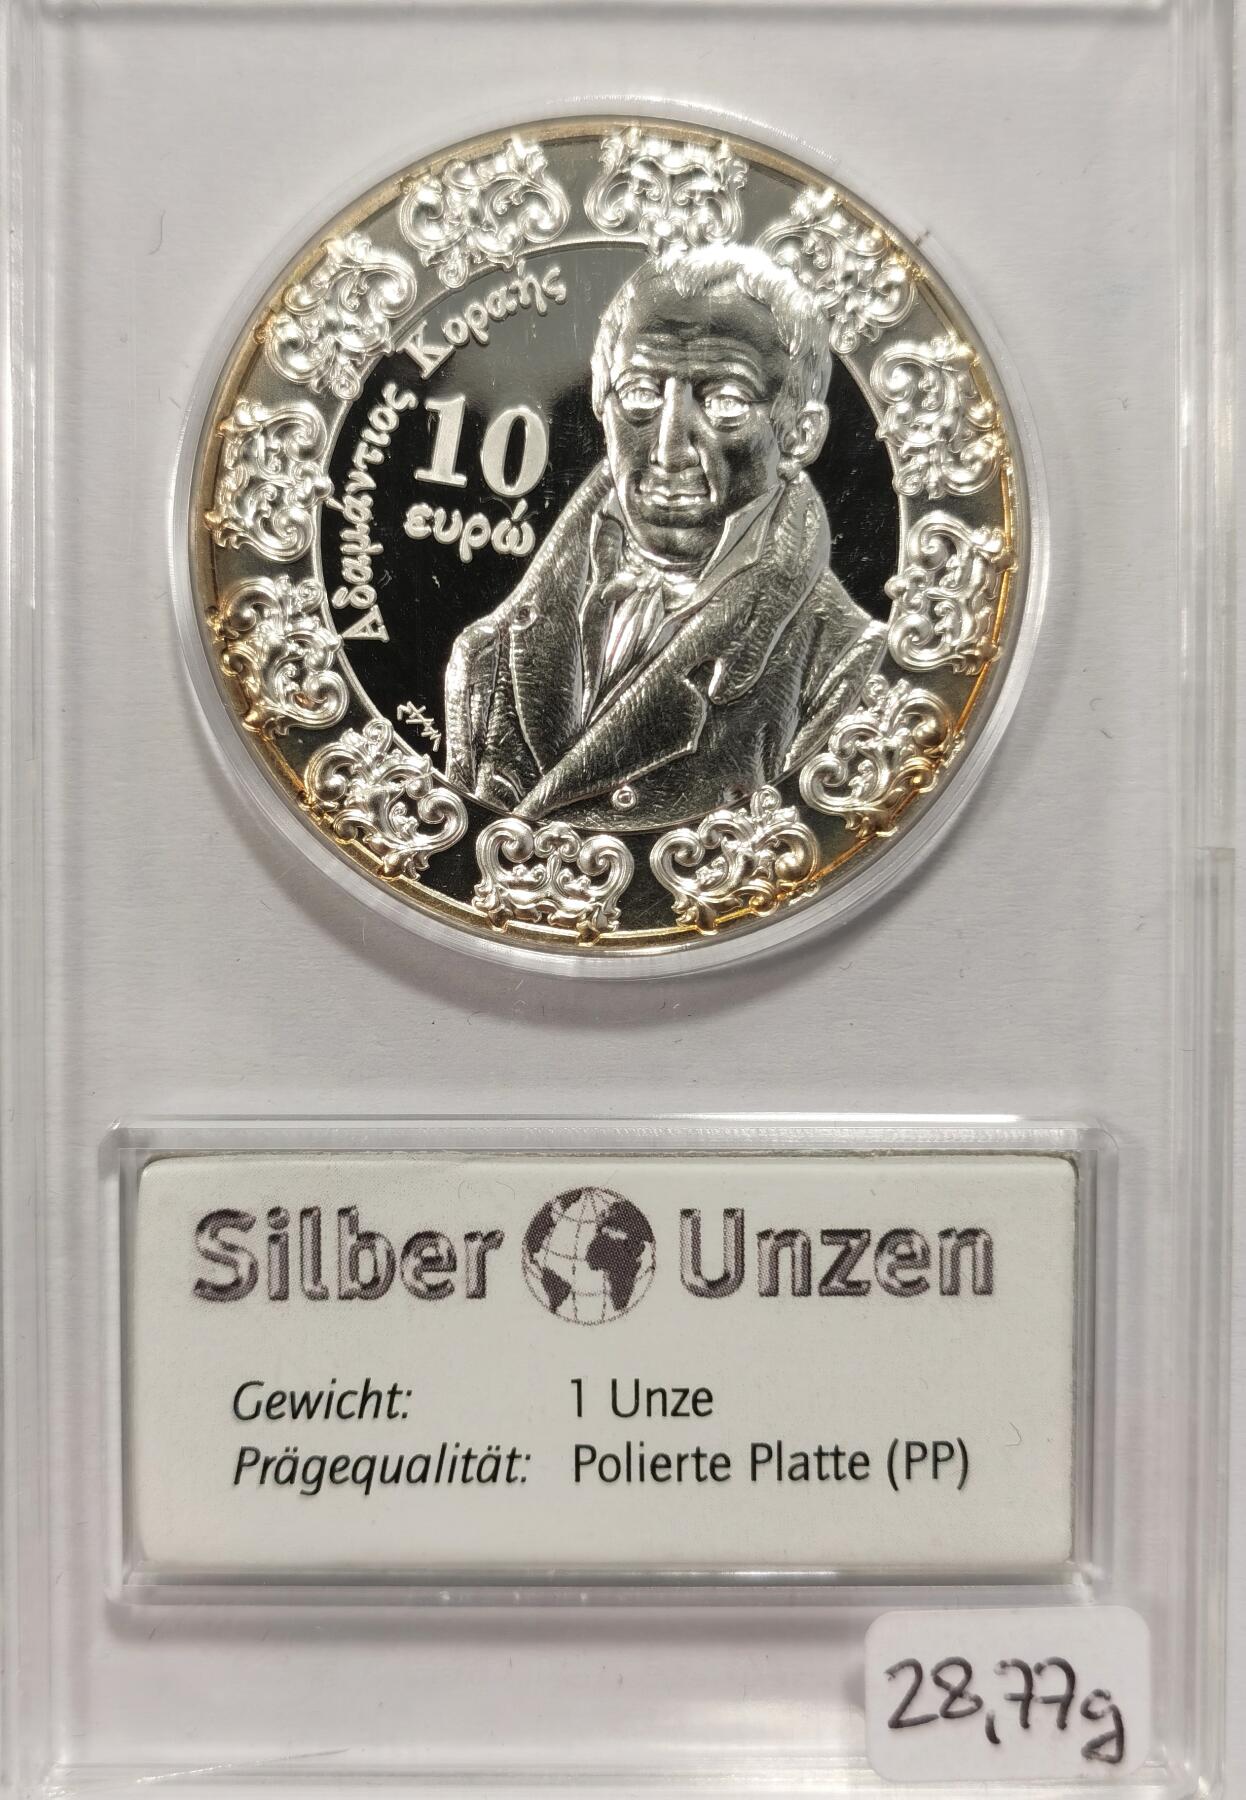 Αδαμάντιος Κοραής
10
ευρώ
Silber Unzen
Gewicht: 1 Unze
Prägequalität: Polierte Platte (PP)
28,77g